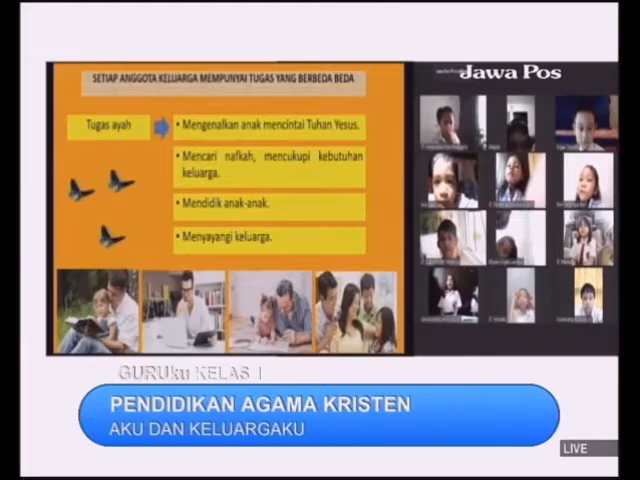 Jawa Pos
SETIAP ANGGOTA KELUARGA MEMPUNYAI TUGAS YANG BERBEDA BEDA
Tugas ayah
• Mengenalkan anak mencintai Tuhan Yesus.
• Mencari nafkah, mencukupi kebutuhan
keluarga.
• Mendidik anak-anak.
• Menyayangi keluarga.
GURUku KELAS I
PENDIDIKAN AGAMA KRISTEN
AKU DAN KELUARGAKU
LIVE